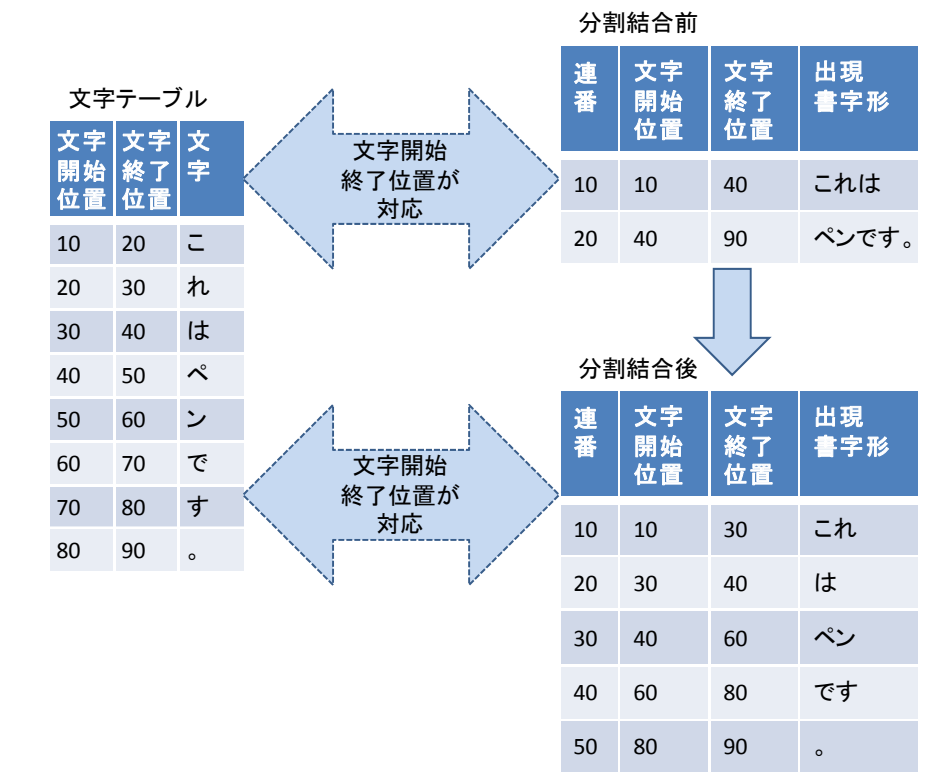 文字テーブル
文字開始位置 文字終了位置 文字
10 20 こ
20 30 れ
30 40 は
40 50 ペ
50 60 ン
60 70 で
70 80 す
80 90 。
文字開始
終了位置が
対応
分割結合前
連番 文字開始位置 文字終了位置 出現書字形
10 10 40 これは
20 40 90 ペンです。
文字開始
終了位置が
対応
分割結合後
連番 文字開始位置 文字終了位置 出現書字形
10 10 30 これ
20 30 40 は
30 40 60 ペン
40 60 80 です
50 80 90 。